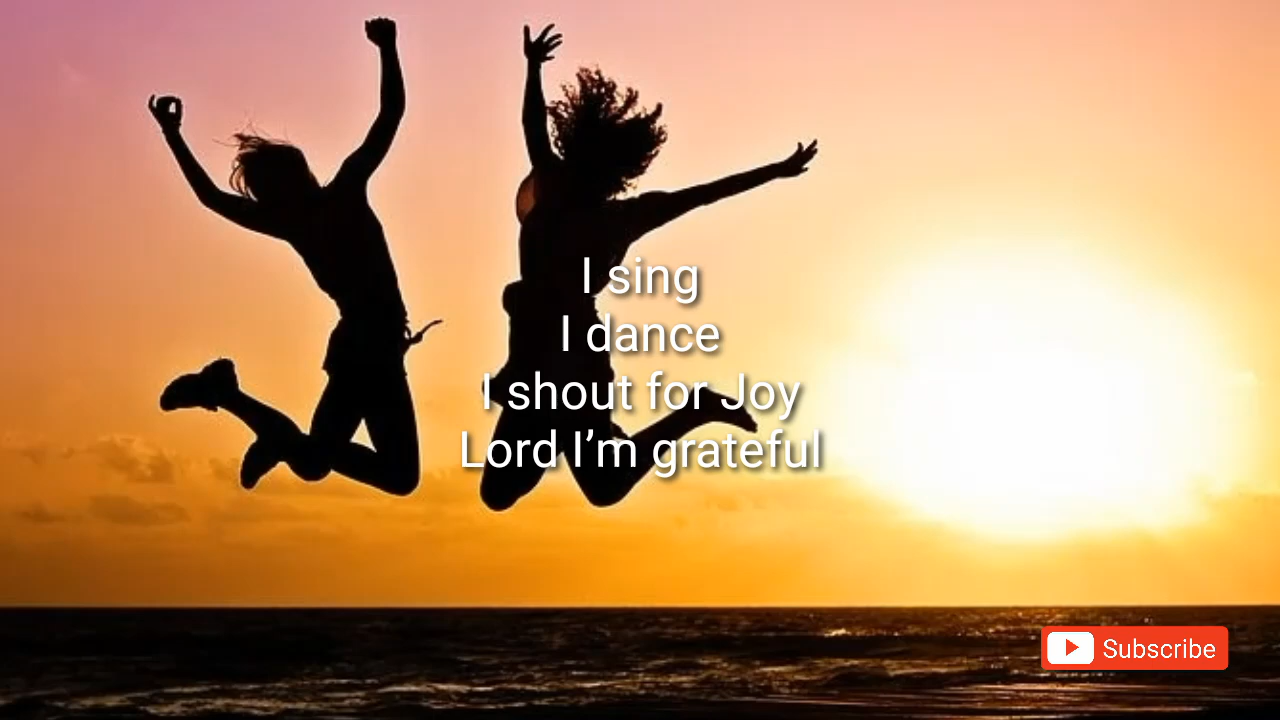 I sing
I dance
I shout for Joy
Lord I’m grateful
Subscribe